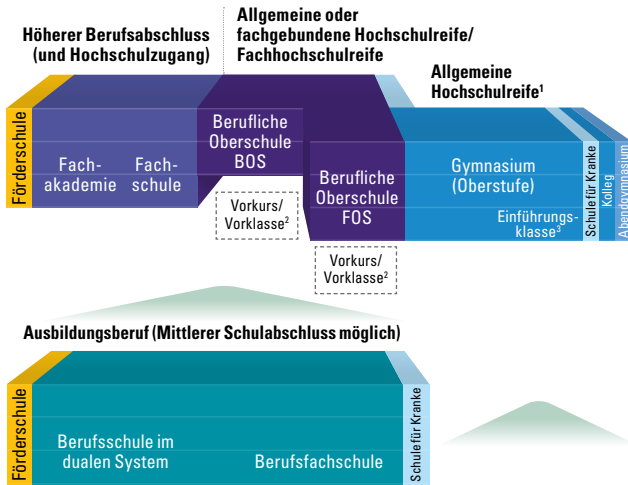 Höherer Berufsabschluss
(und Hochschulzugang)
Allgemeine oder
fachgebundene Hochschulreife/
Fachhochschulreife
Allgemeine
Hochschulreife¹
Förderschule
Fach-
akademie
Fach-
schule
Berufliche
Oberschule
BOS
Vorkurs/
Vorklasse²
Berufliche
Oberschule
FOS
Vorkurs/
Vorklasse²
Gymnasium
(Oberstufe)
Einführungs-
klasse³
Schule für Kranke
Kolleg
Abendgymnasium
Ausbildungsberuf (Mittlerer Schulabschluss möglich)
Förderschule
Berufsschule im
dualen System
Berufsfachschule
Schule für Kranke